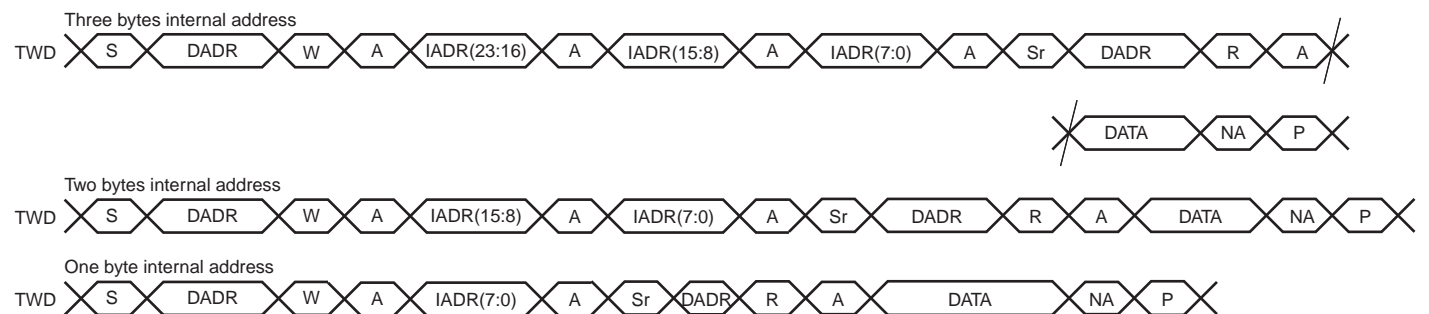 Three bytes internal address
TWD S DADR W A IADR(23:16) A IADR(15:8) A IADR(7:0) A Sr DADR R A
DATA NA P
Two bytes internal address
TWD S DADR W A IADR(15:8) A IADR(7:0) A Sr DADR R A DATA NA P
One byte internal address
TWD S DADR W A IADR(7:0) A Sr DADR R A DATA NA P